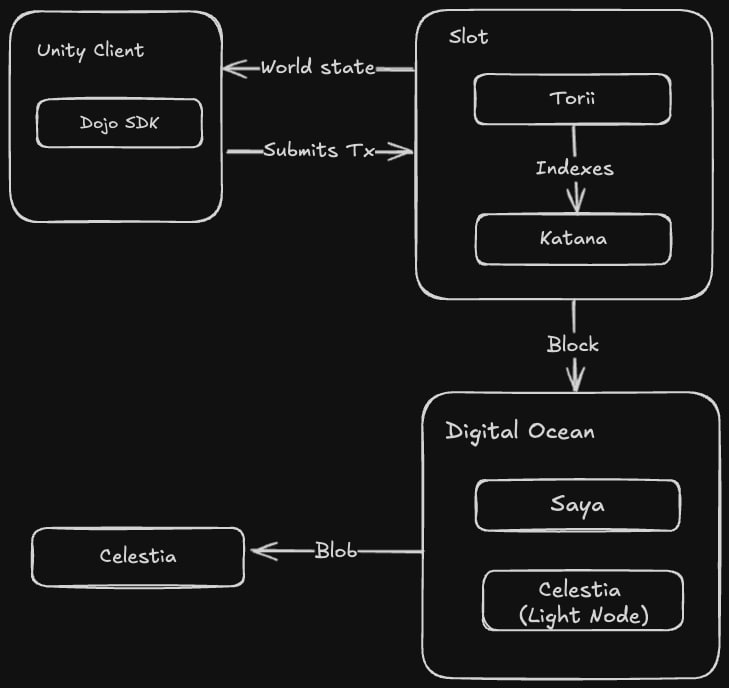 Unity Client
Dojo SDK
World state
Submits Tx
Slot
Torii
Indexes
Katana
Block
Digital Ocean
Saya
Celestia
(Light Node)
Blob
Celestia